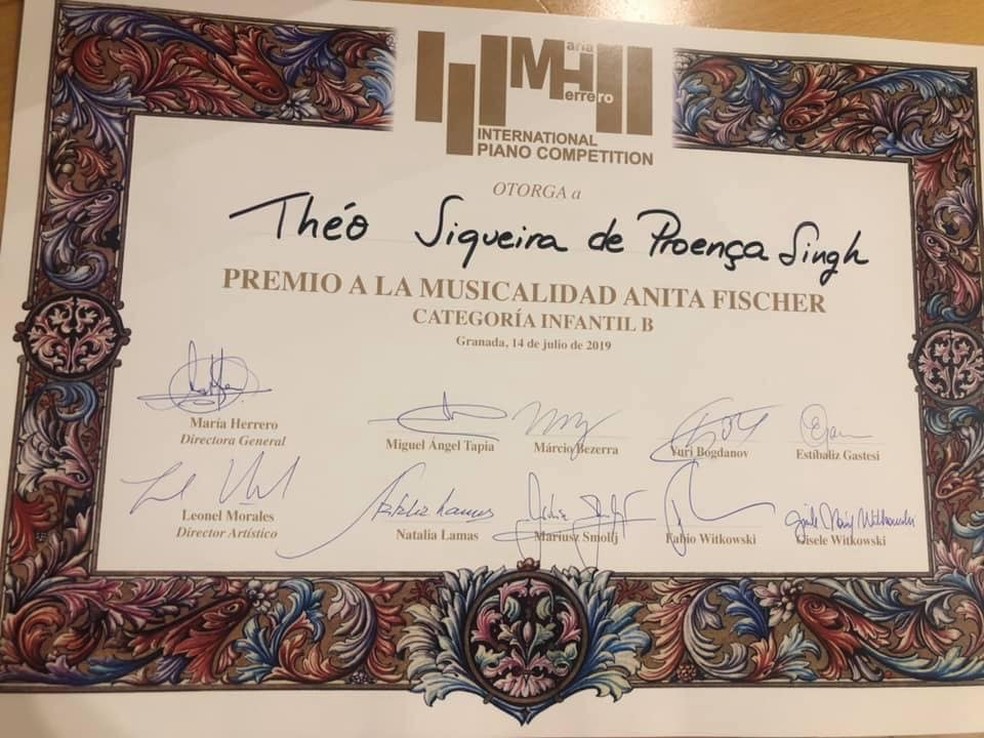 María Herrero
INTERNATIONAL
PIANO COMPETITION
OTORGA a
Théo Siqueira de Proença Singh
PREMIO A LA MUSICALIDAD ANITA FISCHER
CATEGORÍA INFANTIL B
Granada, 14 de julio de 2019
María Herrero
Directora General
Miguel Ángel Tapia
Márcio Bezerra
Yuri Bogdanov
Estíbaliz Gastesi
Leonel Morales
Director Artístico
Natalia Lamas
Mariusz Smolij
Fabio Witkowski
Gisele Witkowski